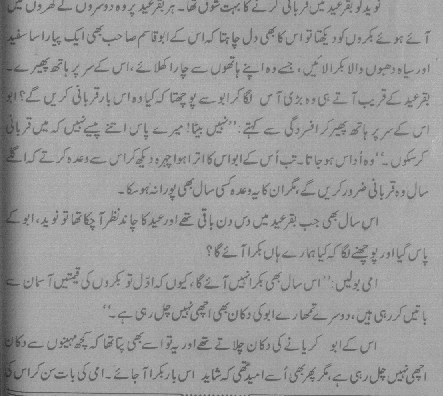 نوید کو بقرعید میں قربانی کرنے کا بہت شوق تھا۔ ہر بقرعید پر وہ دوسروں کے گھروں میں
آئے ہوئے بکروں کو دیکھتا تو اس کا بھی دل چاہتا کہ اس کے ابو قاسم صاحب بھی ایک پیارا سا سفید
اور سیاہ دھبوں والا بکرا لائیں، جسے وہ اپنے ہاتھوں سے چارا کھلائے، اس کے سر پر ہاتھ پھیرے۔
بقرعید کے قریب آتے ہی وہ بڑی آس لگا کر ابو سے پوچھتا کہ کیا وہ اس بار قربانی کریں گے؟ ابو
اس کے سر پر ہاتھ پھیر کر افسردگی سے کہتے: ”نہیں بیٹا! میرے پاس اتنے پیسے نہیں کہ میں قربانی
کر سکوں۔“ وہ اُداس ہو جاتا۔ تب اُس کے ابو اس کا اترا ہوا چہرہ دیکھ کر اس سے وعدہ کرتے کہ اگلے
سال وہ قربانی ضرور کریں گے، مگر ان کا یہ وعدہ کسی سال بھی پورا نہ ہو سکا۔
اس سال بھی جب بقرعید میں دس دن باقی تھے اور عید کا چاند نظر آ چکا تھا تو نوید، ابو کے
پاس گیا اور پوچھنے لگا کہ کیا ہمارے ہاں بکرا آئے گا؟
امی بولیں: ”اس سال بھی بکرا نہیں آئے گا، کیوں کہ اوّل تو بکروں کی قیمتیں آسمان سے
باتیں کر رہی ہیں، دوسرے تمھارے ابو کی دکان بھی اچھی نہیں چل رہی ہے۔“
اس کے ابو کریانے کی دکان چلاتے تھے اور یہ تو اسے بھی پتا تھا کہ کچھ مہینوں سے دکان
اچھی نہیں چل رہی ہے، مگر پھر بھی اُسے امید تھی کہ شاید اس بار بکرا آ جائے۔ امی کی بات سن کر اس کی